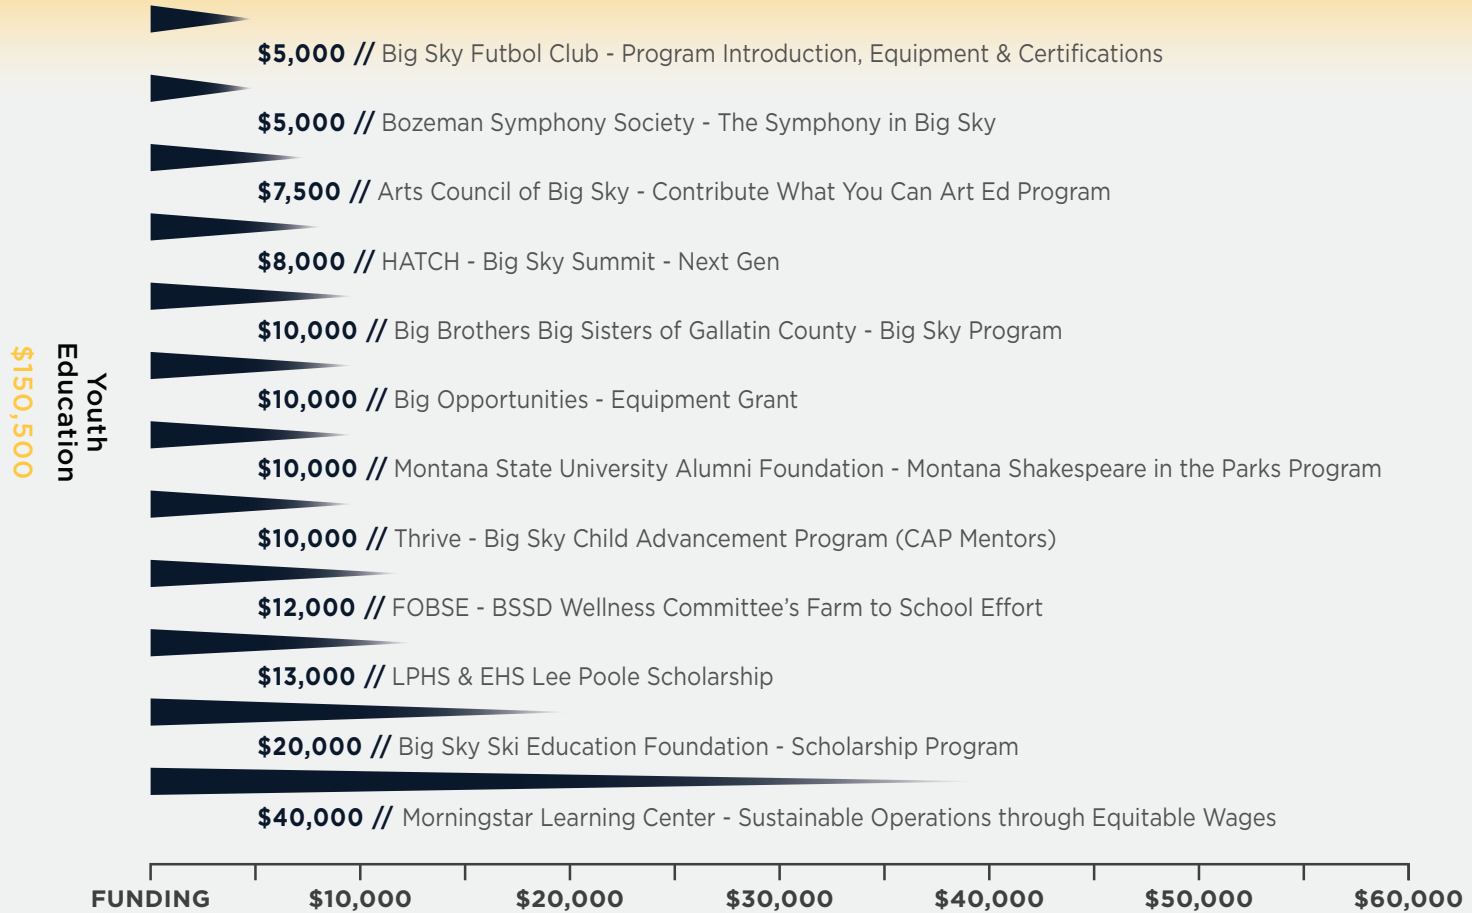 $5,000 // Big Sky Futbol Club - Program Introduction, Equipment & Certifications
$5,000 // Bozeman Symphony Society - The Symphony in Big Sky
$7,500 // Arts Council of Big Sky - Contribute What You Can Art Ed Program
$8,000 // HATCH - Big Sky Summit - Next Gen
$10,000 // Big Brothers Big Sisters of Gallatin County - Big Sky Program
$10,000 // Big Opportunities - Equipment Grant
$10,000 // Montana State University Alumni Foundation - Montana Shakespeare in the Parks Program
$10,000 // Thrive - Big Sky Child Advancement Program (CAP Mentors)
$12,000 // FOBSE - BSSD Wellness Committee’s Farm to School Effort
$13,000 // LPHS & EHS Lee Poole Scholarship
$20,000 // Big Sky Ski Education Foundation - Scholarship Program
$40,000 // Morningstar Learning Center - Sustainable Operations through Equitable Wages
Youth
Education
$150,500
FUNDING $10,000 $20,000 $30,000 $40,000 $50,000 $60,000